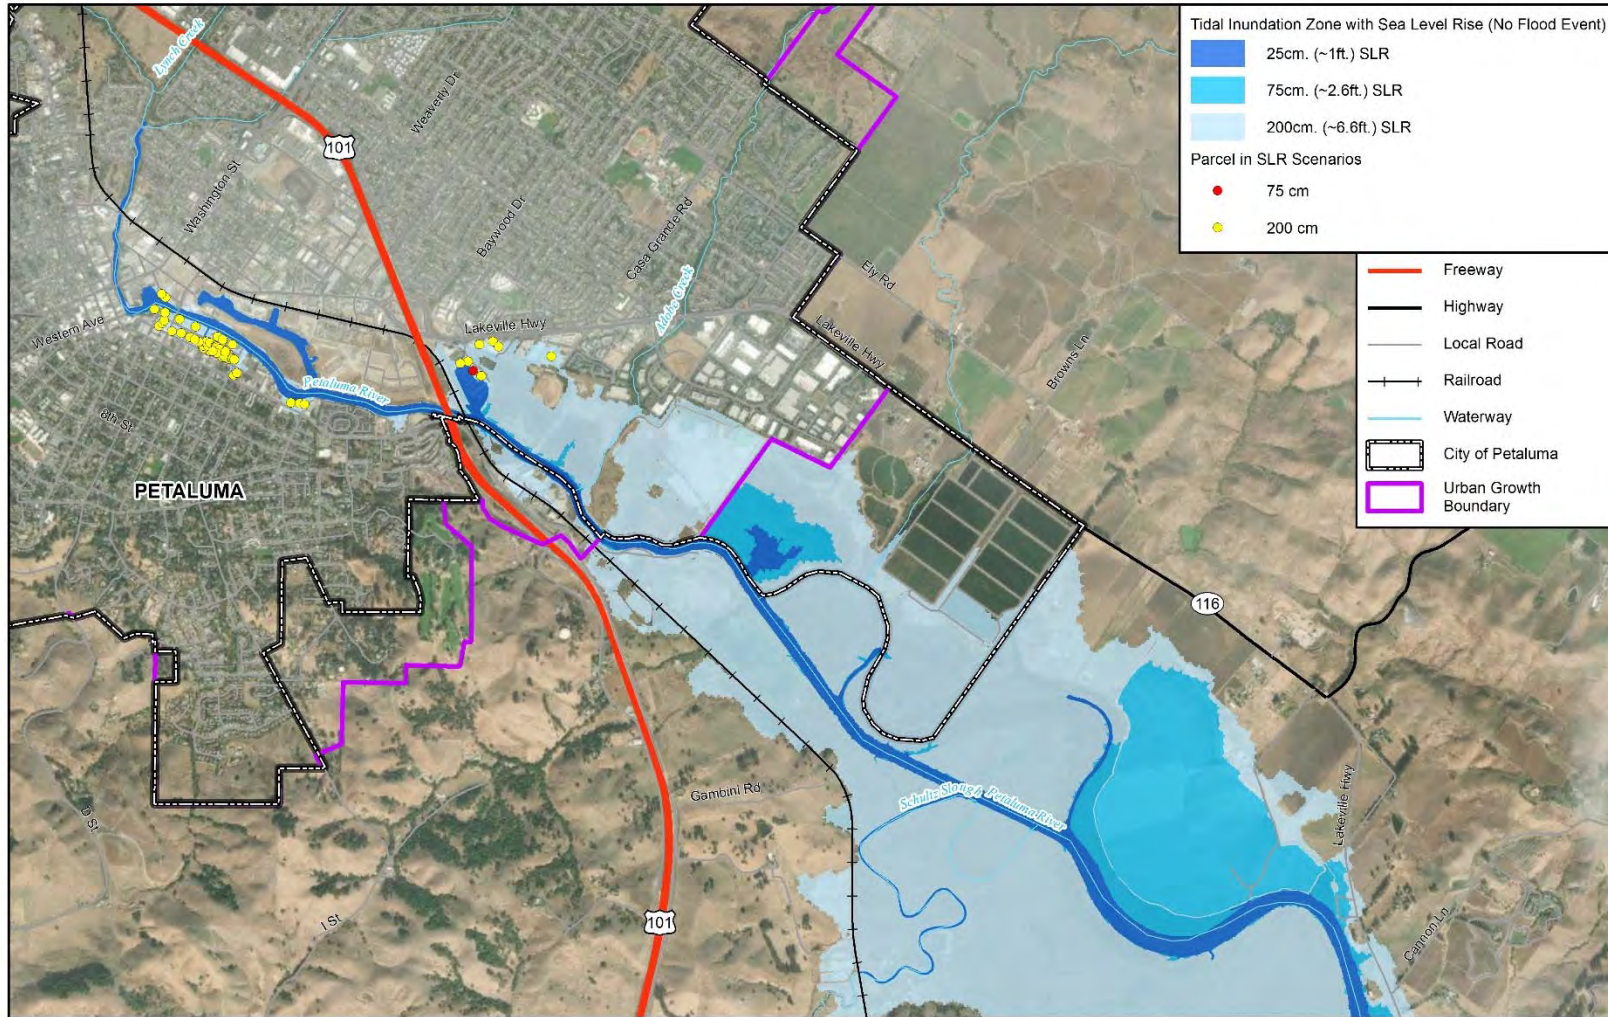 Tidal Inundation Zone with Sea Level Rise (No Flood Event)
25cm. (~1ft.) SLR
75cm. (~2.6ft.) SLR
200cm. (~6.6ft.) SLR
Parcel in SLR Scenarios
75 cm
200 cm
Freeway
Highway
Local Road
Railroad
Waterway
City of Petaluma
Urban Growth
Boundary
Lynch Creek
Weaverly Dr
101
Washington St
Baywood Dr
Casa Grande Rd
Adobe Creek
Ely Rd
Lakeville Hwy
Lakeville Hwy
Browns Ln
Western Ave
Petaluma River
8th St
PETALUMA
116
Gambini Rd
Schultz Slough
Petaluma River
Lakeville Hwy
D St
I St
101
Cannon Ln